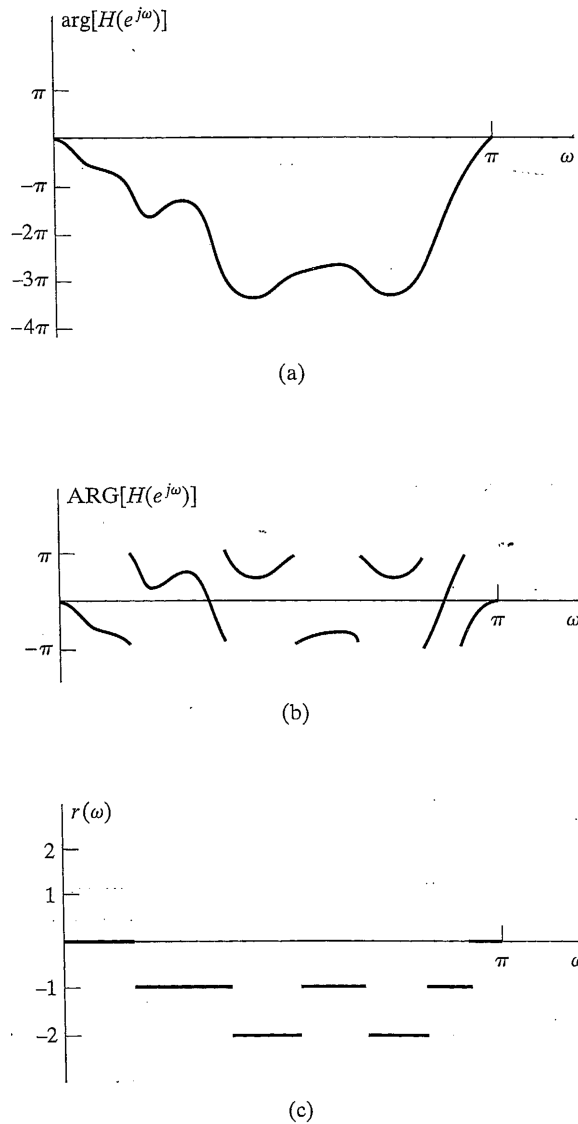 arg[H(e^{jω})]
π
π
ω
−π
−2π
−3π
−4π
(a)
ARG[H(e^{jω})]
π
π
ω
−π
(b)
r(ω)
2
1
π
ω
−1
−2
(c)